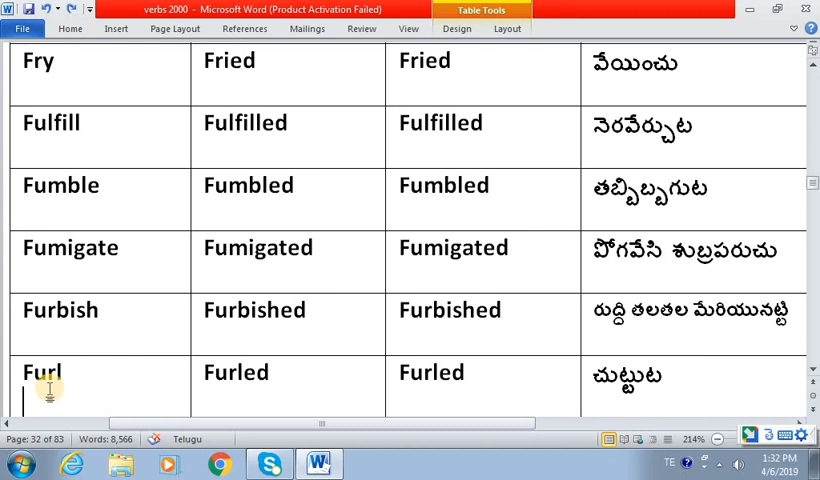 verbs 2000 - Microsoft Word (Product Activation Failed)
Table Tools
File Home Insert Page Layout References Mailings Review View Design Layout
Fry Fried Fried వేయించు
Fulfill Fulfilled Fulfilled నెరవేర్చుట
Fumble Fumbled Fumbled తబ్బిబ్బగుట
Fumigate Fumigated Fumigated పోగవేసి శుబ్రపరుచు
Furbish Furbished Furbished రుద్ది తలతల మేరియునట్టి
Furl Furled Furled చుట్టుట
Page: 32 of 83 Words: 8,566 Telugu 214%
TE 1:32 PM
4/6/2019